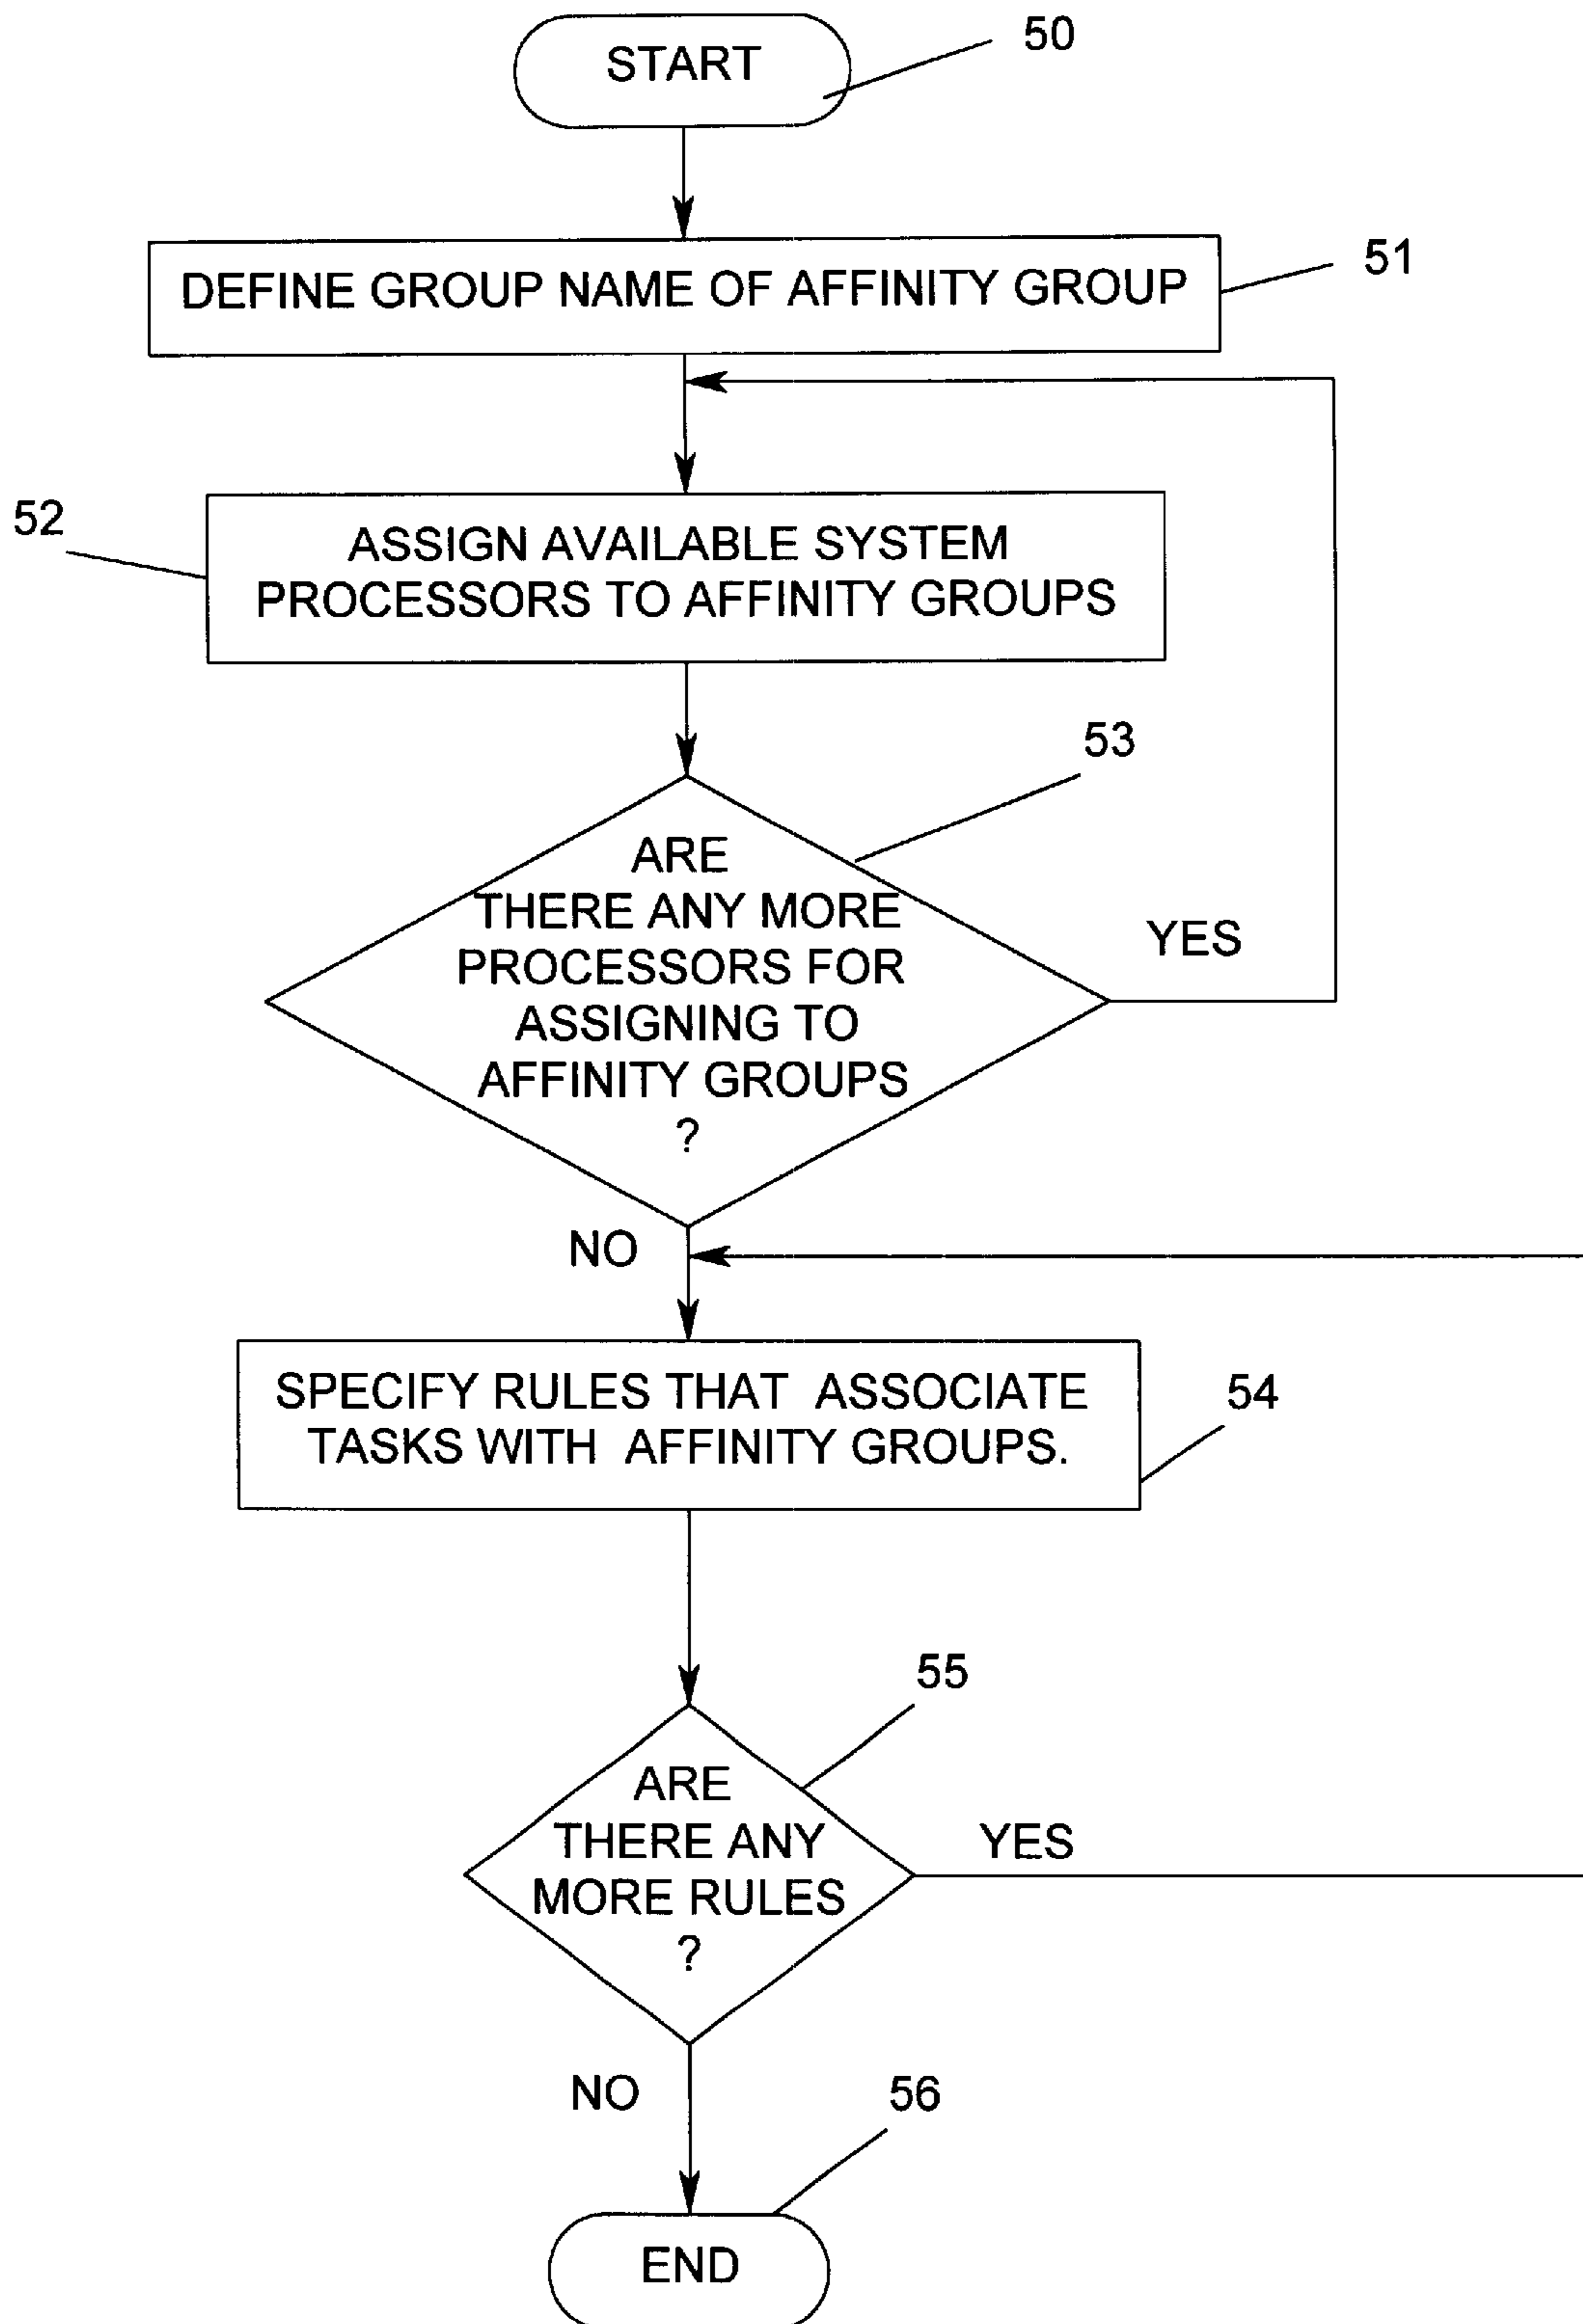 START
50
DEFINE GROUP NAME OF AFFINITY GROUP
51
52
ASSIGN AVAILABLE SYSTEM
PROCESSORS TO AFFINITY GROUPS
53
ARE
THERE ANY MORE
PROCESSORS FOR
ASSIGNING TO
AFFINITY GROUPS
?
YES
NO
SPECIFY RULES THAT ASSOCIATE
TASKS WITH AFFINITY GROUPS.
54
55
ARE
THERE ANY
MORE RULES
?
YES
NO
56
END